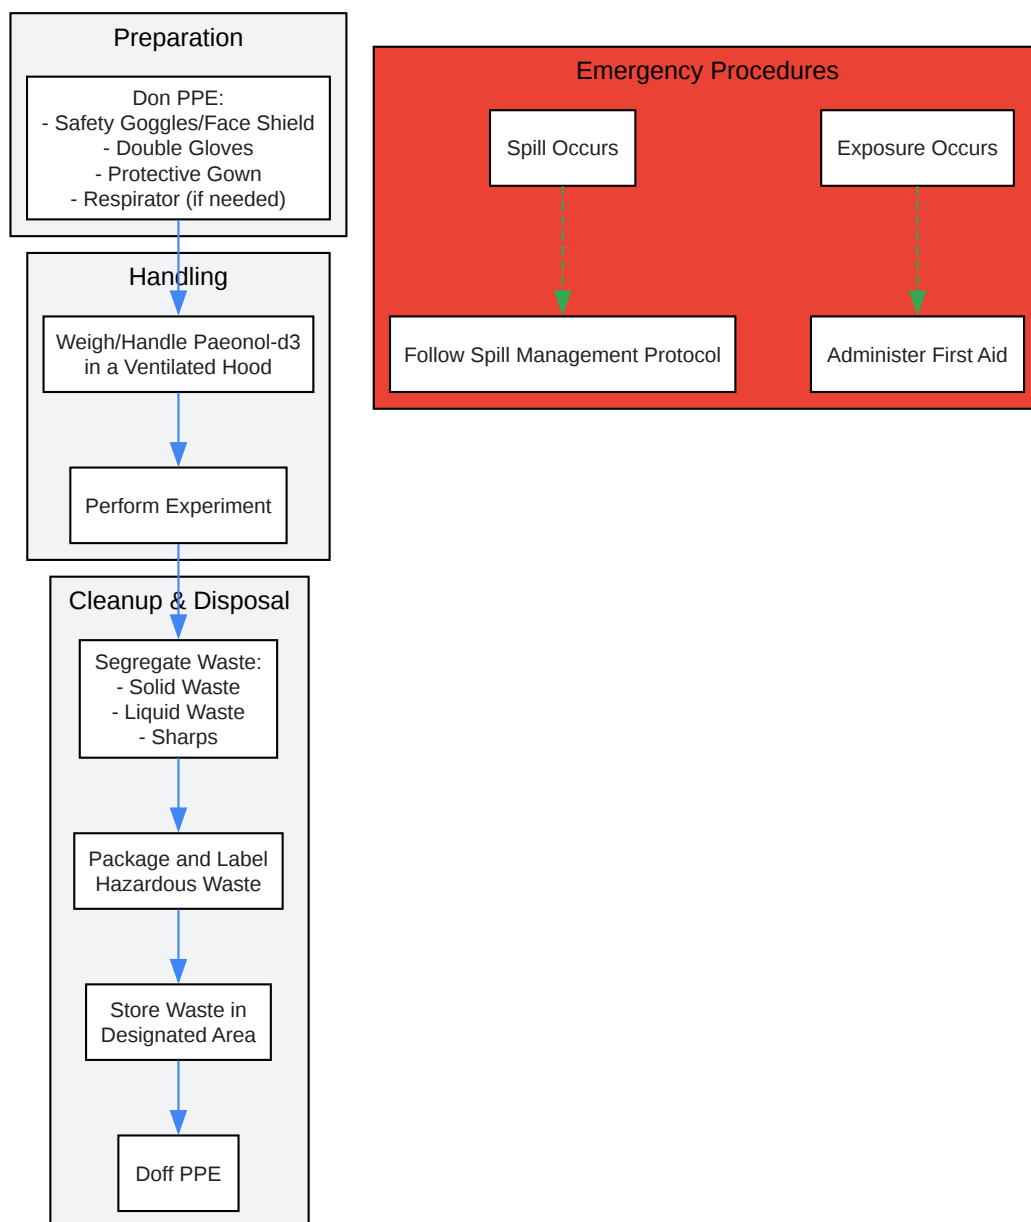 Preparation
Don PPE:
- Safety Goggles/Face Shield
- Double Gloves
- Protective Gown
- Respirator (if needed)
Handling
Weigh/Handle Paeonol-d3
in a Ventilated Hood
Perform Experiment
Cleanup & Disposal
Segregate Waste:
- Solid Waste
- Liquid Waste
- Sharps
Package and Label
Hazardous Waste
Store Waste in
Designated Area
Doff PPE
Emergency Procedures
Spill Occurs
Follow Spill Management Protocol
Exposure Occurs
Administer First Aid